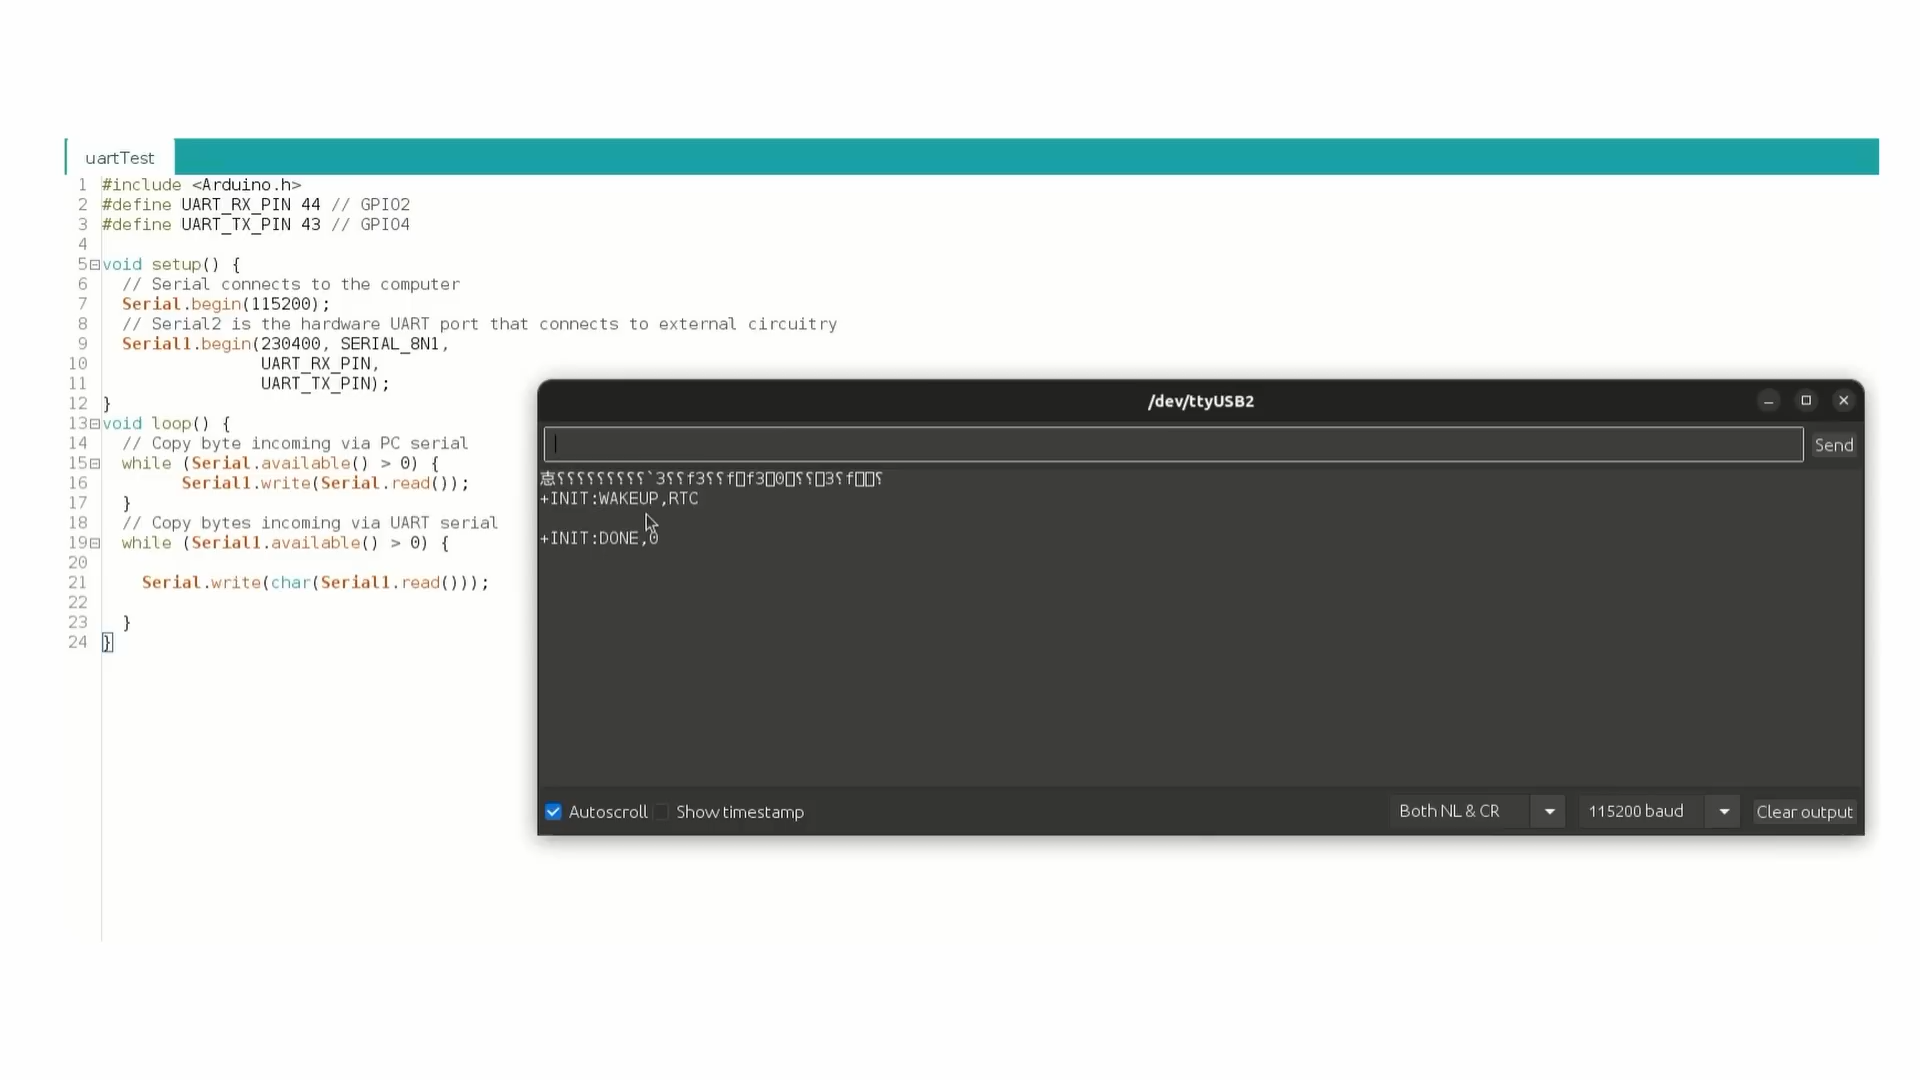 uartTest
1 #include <Arduino.h>
2 #define UART_RX_PIN 44 // GPIO2
3 #define UART_TX_PIN 43 // GPIO4
4
5 void setup() {
6 // Serial connects to the computer
7 Serial.begin(115200);
8 // Serial2 is the hardware UART port that connects to external circuitry
9 Serial1.begin(230400, SERIAL_8N1,
10 UART_RX_PIN,
11 UART_TX_PIN);
12 }
13 void loop() {
14 // Copy byte incoming via PC serial
15 while (Serial.available() > 0) {
16 Serial1.write(Serial.read());
17 }
18 // Copy bytes incoming via UART serial
19 while (Serial1.available() > 0) {
20
21 Serial.write(char(Serial1.read()));
22
23 }
24 }
/dev/ttyUSB2
Send
+INIT:WAKEUP,RTC
+INIT:DONE,0
Autoscroll Show timestamp Both NL & CR 115200 baud Clear output